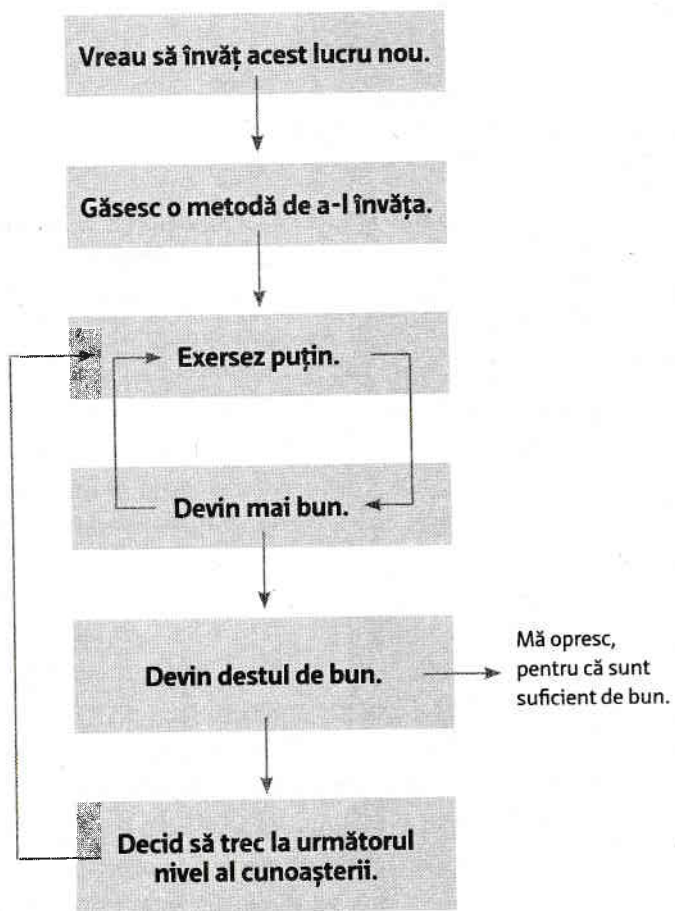 Vreau să învăț acest lucru nou.
Găsesc o metodă de a-l învăța.
Exersez puțin.
Devin mai bun.
Devin destul de bun.
Mă opresc,
pentru că sunt
suficient de bun.
Decid să trec la următorul
nivel al cunoașterii.